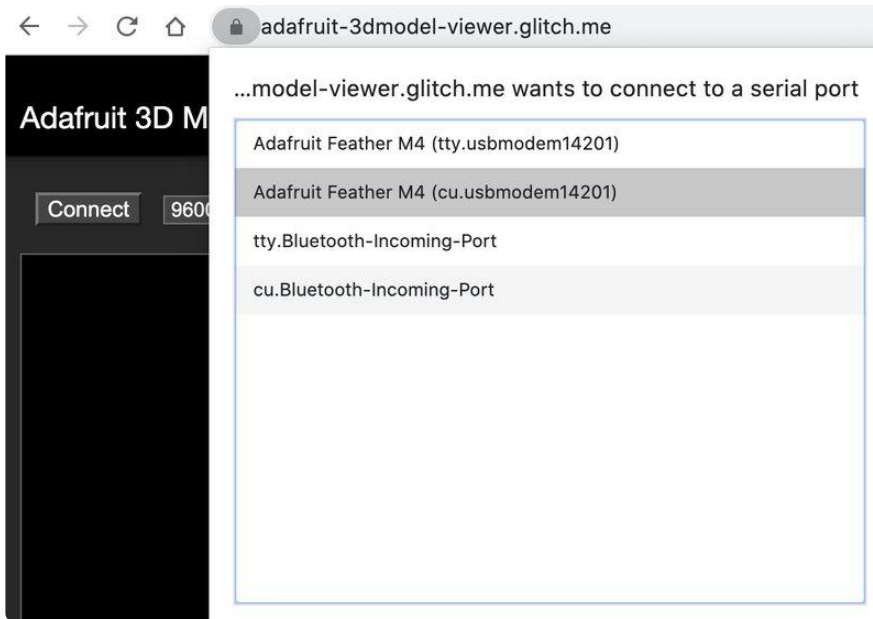 adafruit-3dmodel-viewer.glitch.me
...model-viewer.glitch.me wants to connect to a serial port
Adafruit 3D M
Adafruit Feather M4 (tty.usbmodem14201)
Adafruit Feather M4 (cu.usbmodem14201)
Connect
tty.Bluetooth-Incoming-Port
cu.Bluetooth-Incoming-Port